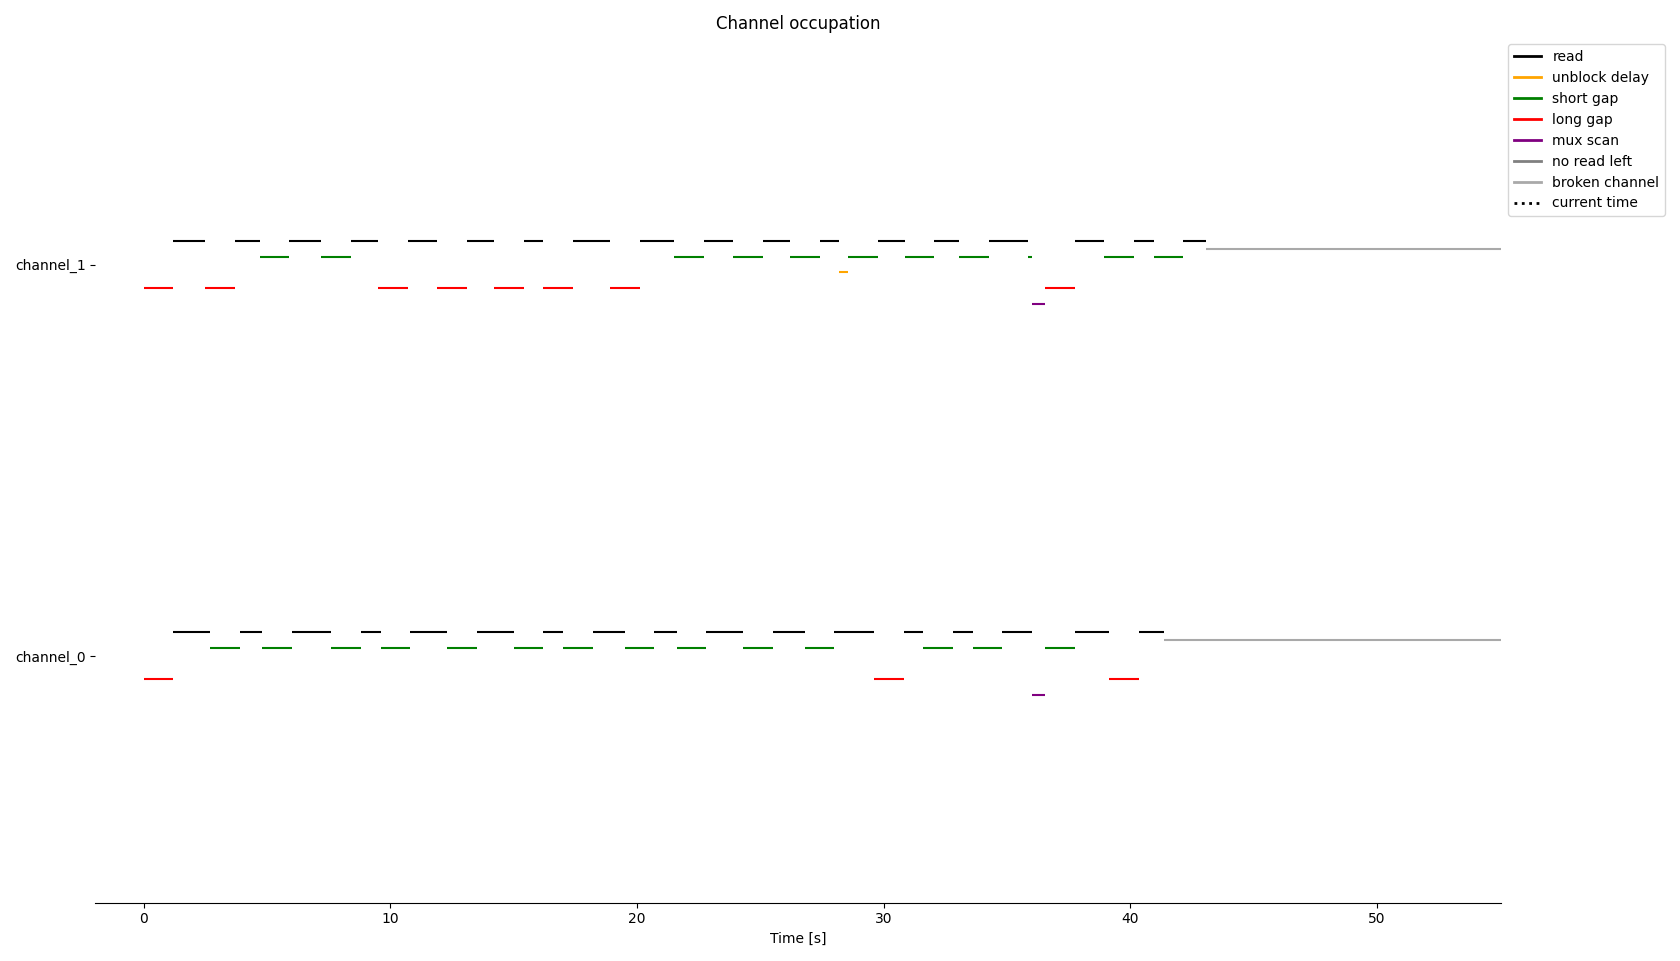 Channel occupation
read
unblock delay
short gap
long gap
mux scan
no read left
broken channel
current time
channel_1
channel_0
0 10 20 30 40 50
Time [s]